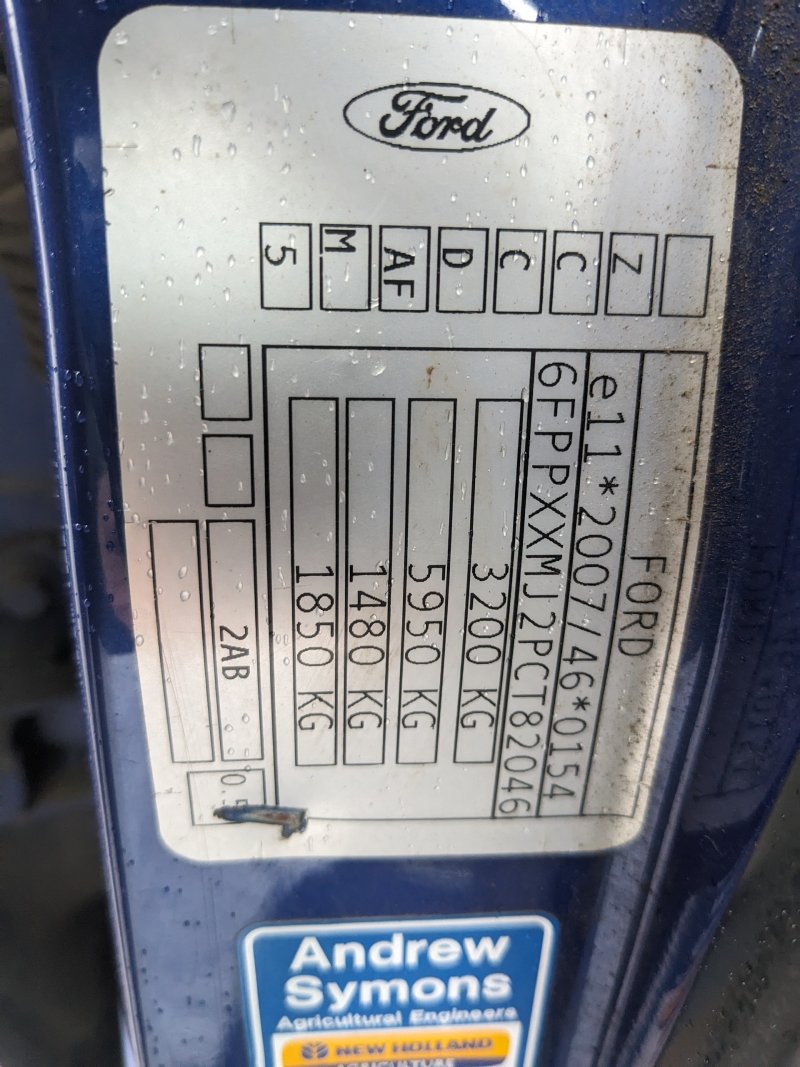 Ford
5 M AF D C C Z
FORD
e11*2007/46*0154
6FPPXXMJ2PCT82046
3200 KG
5950 KG
1480 KG
1850 KG
2AB
Andrew
Symons
Agricultural Engineers
NEW HOLLAND
AGRICULTURE